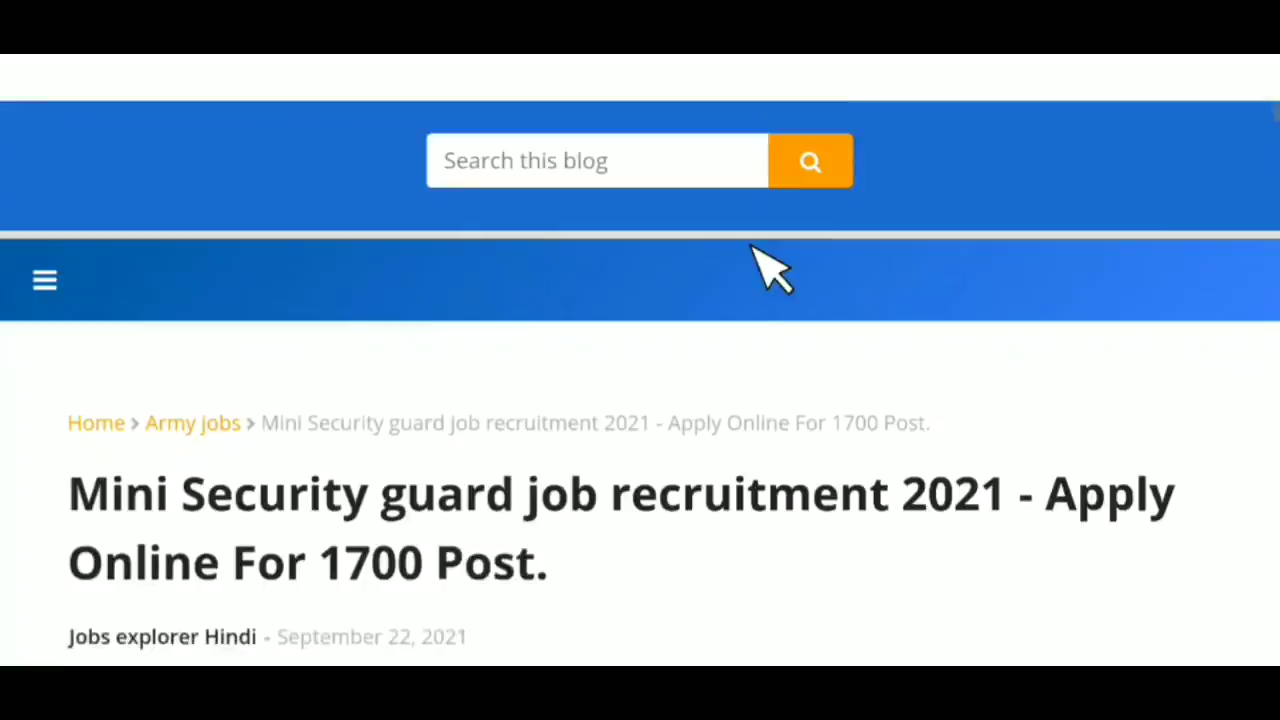 Search this blog
Home > Army jobs > Mini Security guard job recruitment 2021 - Apply Online For 1700 Post.
Mini Security guard job recruitment 2021 - Apply
Online For 1700 Post.
Jobs explorer Hindi - September 22, 2021